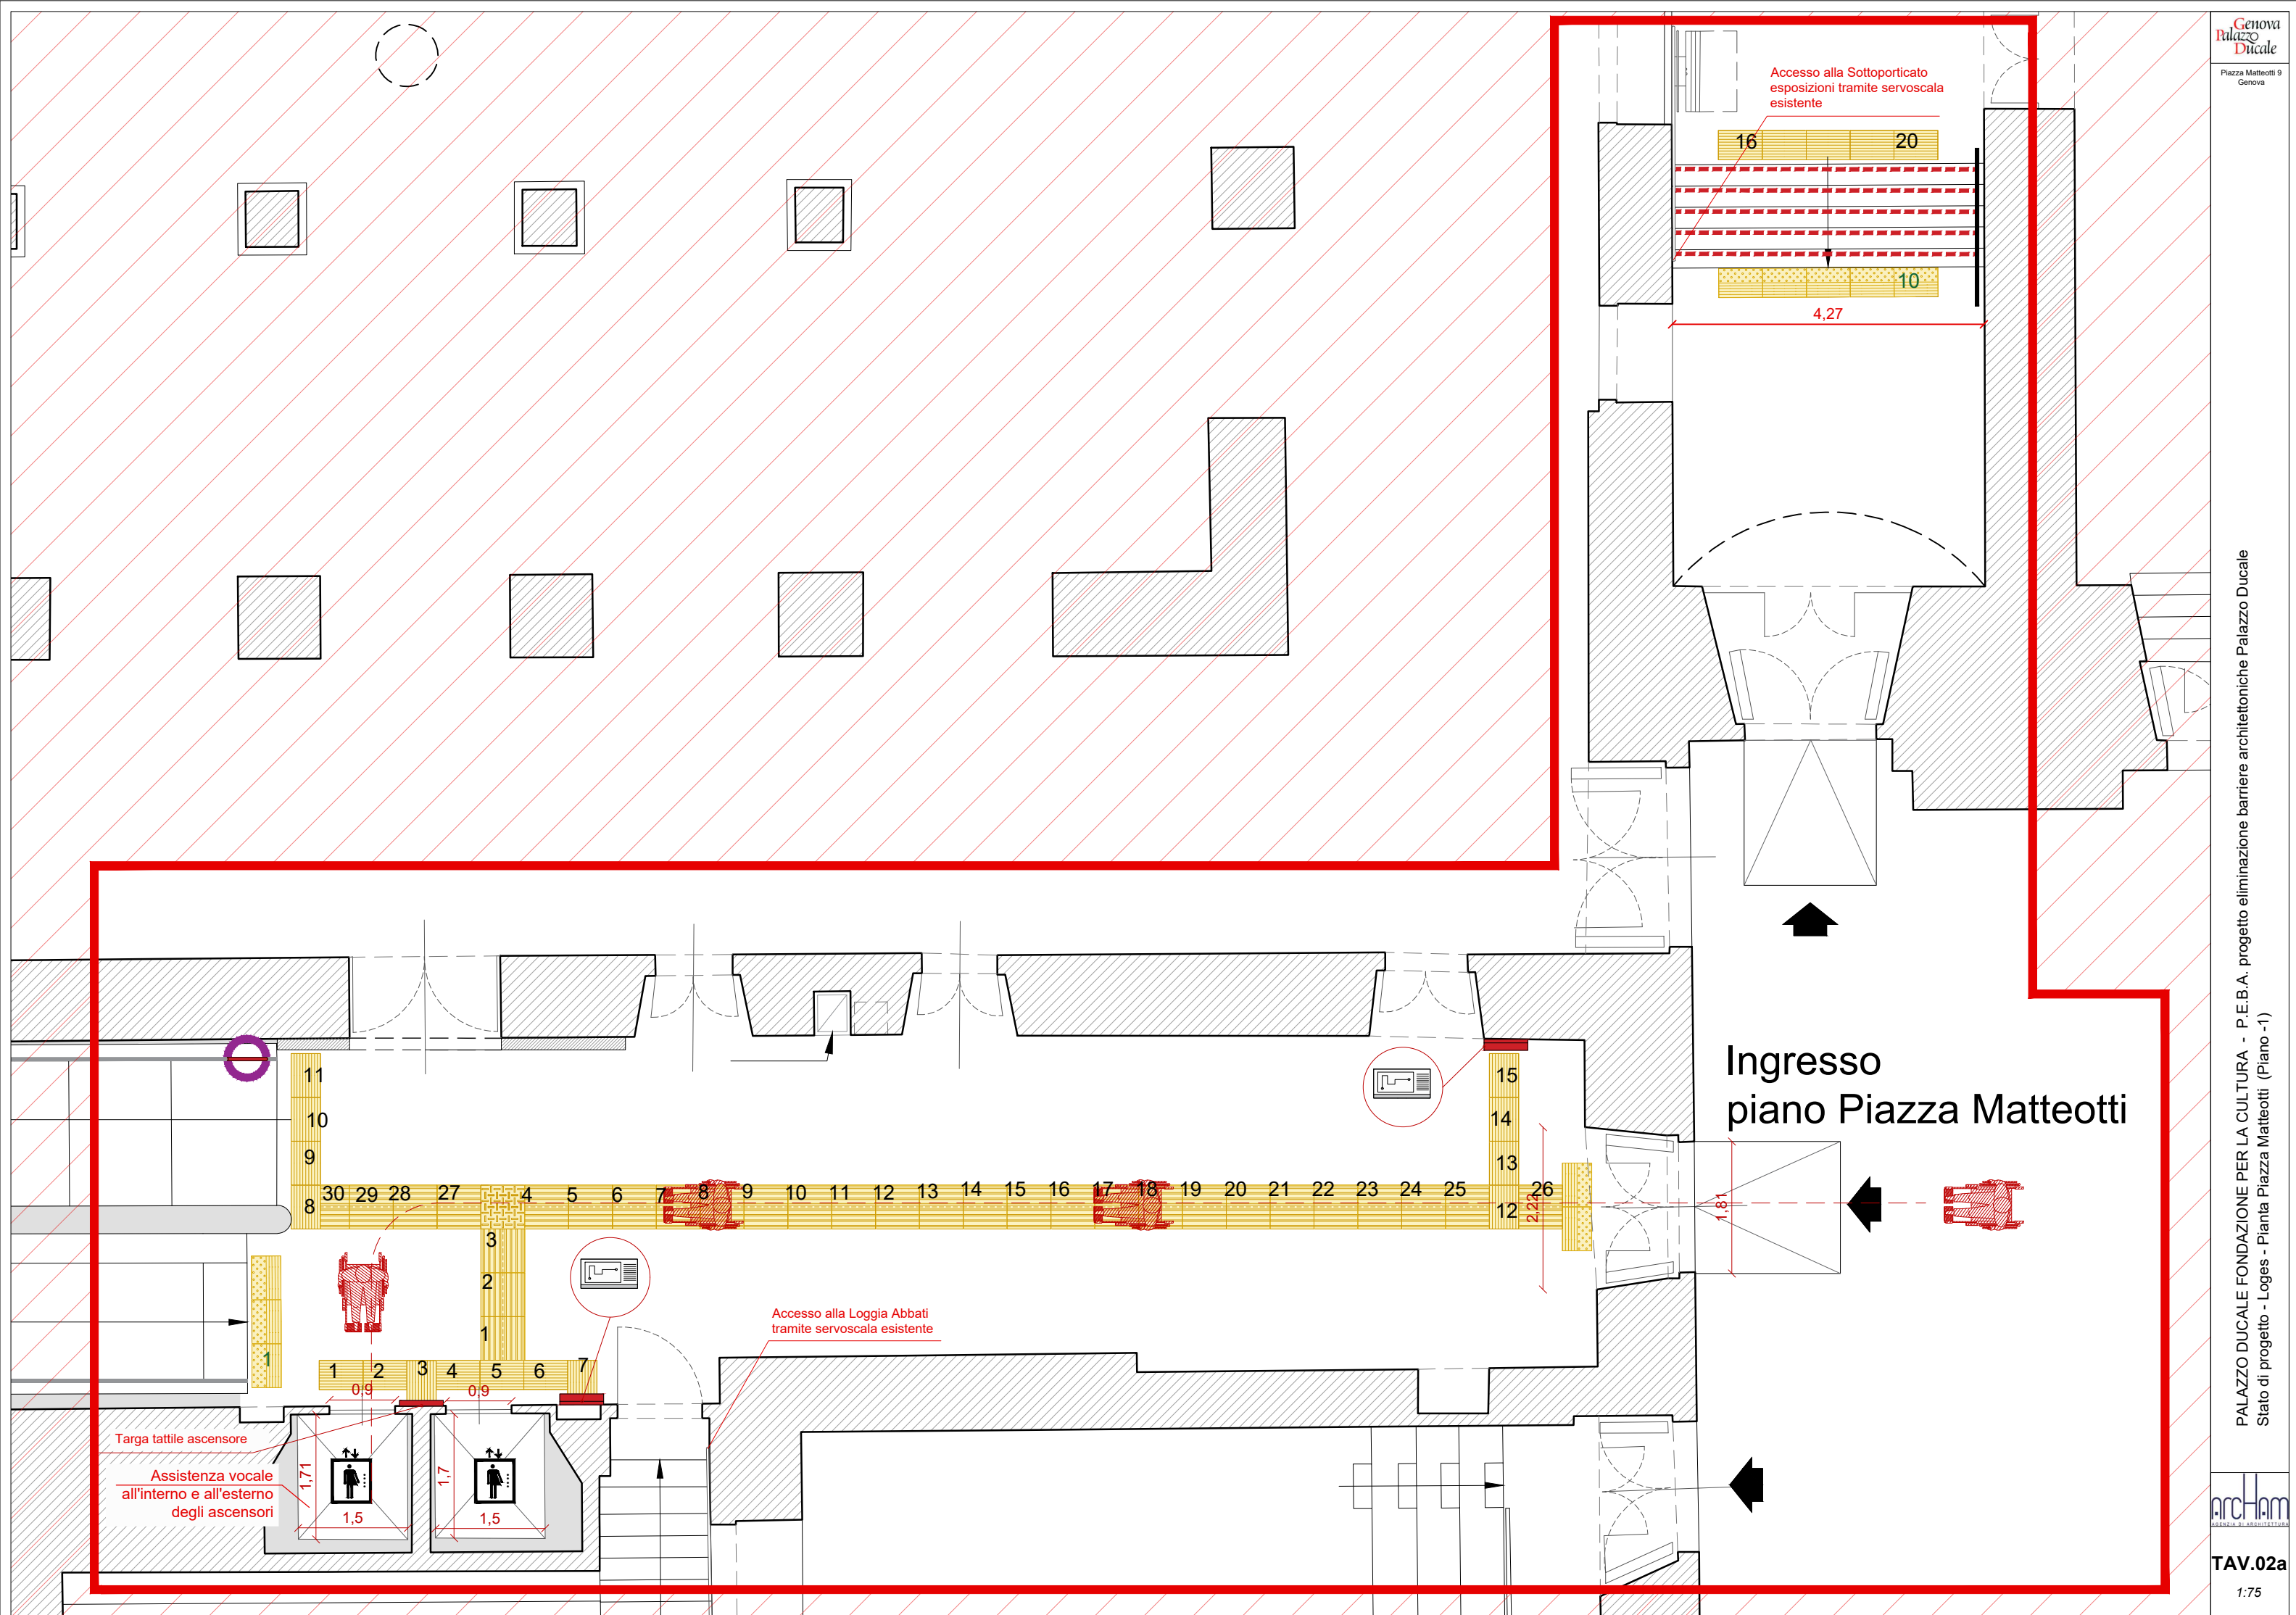 Genova
Palazzo
Ducale
Piazza Matteotti 9
Genova
Accesso alla Sottoporticato
esposizioni tramite servoscala
esistente
16 20
10
4,27
Ingresso
piano Piazza Matteotti
11
10
9
8
30 29 28 27 4 5 6 7 8 9 10 11 12 13 14 15 16 17 18 19 20 21 22 23 24 25 26
15
14
13
12
2,22
1,81
3
2
1
1
1 2 3 4 5 6 7
0,9 0,9
Accesso alla Loggia Abbati
tramite servoscala esistente
Targa tattile ascensore
Assistenza vocale
all'interno e all'esterno
degli ascensori
1,71
1,5
1,7
1,5
PALAZZO DUCALE FONDAZIONE PER LA CULTURA - P.E.B.A. progetto eliminazione barriere architettoniche Palazzo Ducale
Stato di progetto - Loges - Pianta Piazza Matteotti (Piano -1)
arcHam
AGENZIA DI ARCHITETTURA
TAV.02a
1:75